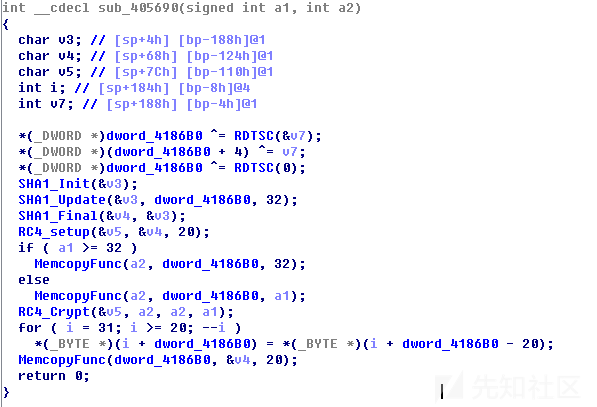 int __cdecl sub_405690(signed int a1, int a2)
{
  char v3; // [sp+4h] [bp-188h]@1
  char v4; // [sp+68h] [bp-124h]@1
  char v5; // [sp+7Ch] [bp-110h]@1
  int i; // [sp+184h] [bp-8h]@4
  int v7; // [sp+188h] [bp-4h]@1

  *(_DWORD *)dword_4186B0 ^= RDTSC(&v7);
  *(_DWORD *)(dword_4186B0 + 4) ^= v7;
  *(_DWORD *)dword_4186B0 ^= RDTSC(0);
  SHA1_Init(&v3);
  SHA1_Update(&v3, dword_4186B0, 32);
  SHA1_Final(&v4, &v3);
  RC4_setup(&v5, &v4, 20);
  if ( a1 >= 32 )
    MemcopyFunc(a2, dword_4186B0, 32);
  else
    MemcopyFunc(a2, dword_4186B0, a1);
  RC4_Crypt(&v5, a2, a2, a1);
  for ( i = 31; i >= 20; --i )
    *(_BYTE *)(i + dword_4186B0) = *(_BYTE *)(i + dword_4186B0 - 20);
  MemcopyFunc(dword_4186B0, &v4, 20);
  return 0;
}
先知社区